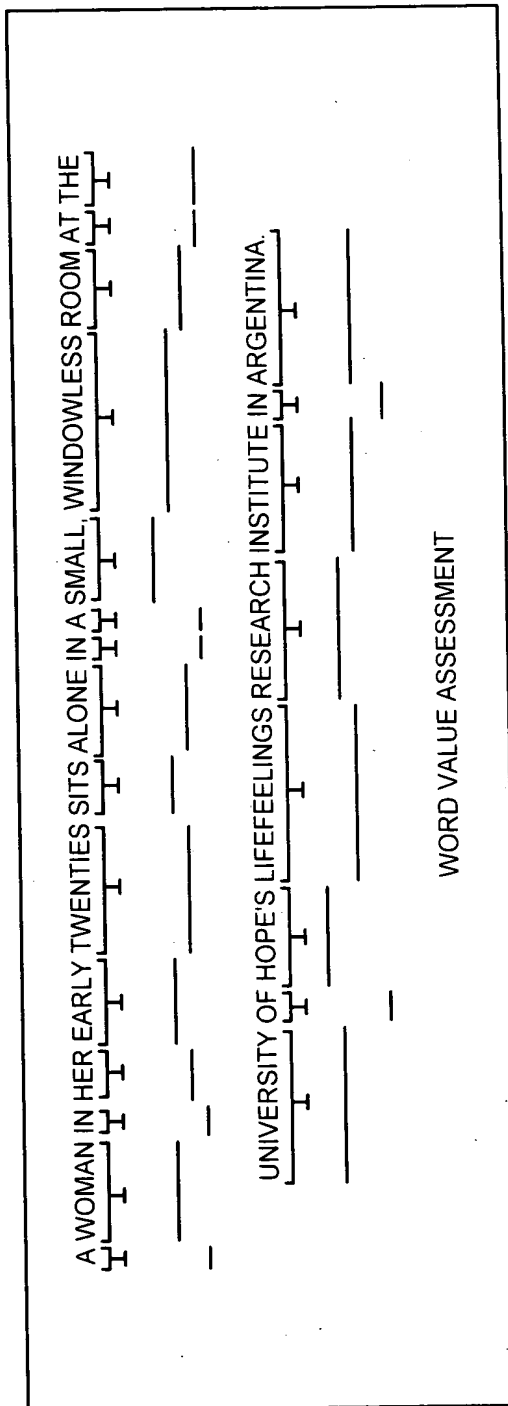 A WOMAN IN HER EARLY TWENTIES SITS ALONE IN A SMALL, WINDOWLESS ROOM AT THE
UNIVERSITY OF HOPE'S LIFEFEELINGS RESEARCH INSTITUTE IN ARGENTINA.
WORD VALUE ASSESSMENT